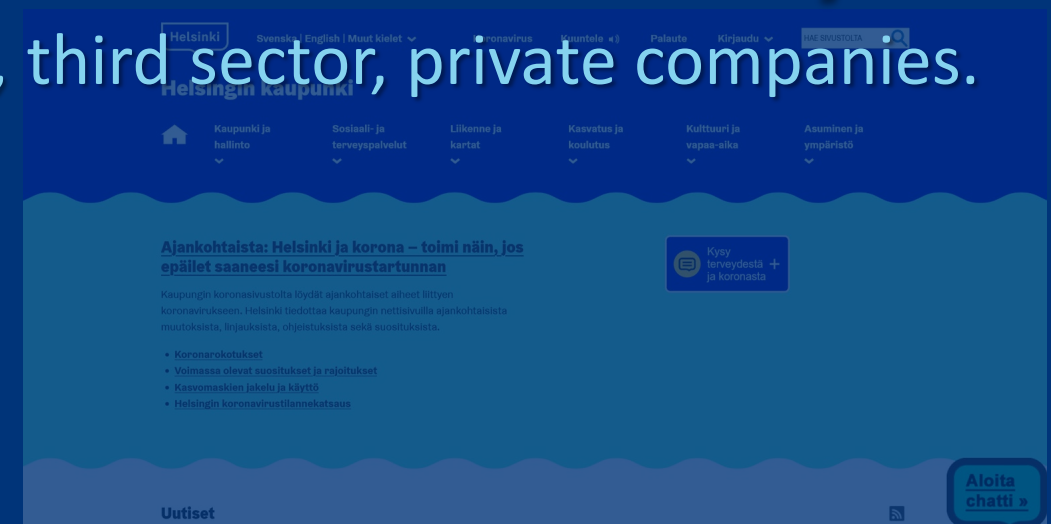 , third sector, private companies.
Helsinki
Svenska | English | Muut kielet
Koronavirus
Kuuntele
Palaute
Kirjaudu
HAE SIVUSTOLTA
Helsingin kaupunki
Kaupunki ja
hallinto
Sosiaali- ja
terveyspalvelut
Liikenne ja
kartat
Kasvatus ja
koulutus
Kulttuuri ja
vapaa-aika
Asuminen ja
ympäristö
Ajankohtaista: Helsinki ja korona – toimi näin, jos
epäilet saaneesi koronavirustartunnan
Kaupungin koronasivustolta löydät ajankohtaiset aiheet liittyen
koronavirukseen. Helsinki tiedottaa kaupungin nettisivuilla ajankohtaisista
muutoksista, linjauksista, ohjeistuksista sekä suosituksista.
• Koronarokotukset
• Voimassa olevat suositukset ja rajoitukset
• Kasvomaskien jakelu ja käyttö
• Helsingin koronavirustilannekatsaus
Kysy
terveydestä +
ja koronasta
Aloita
chatti »
Uutiset